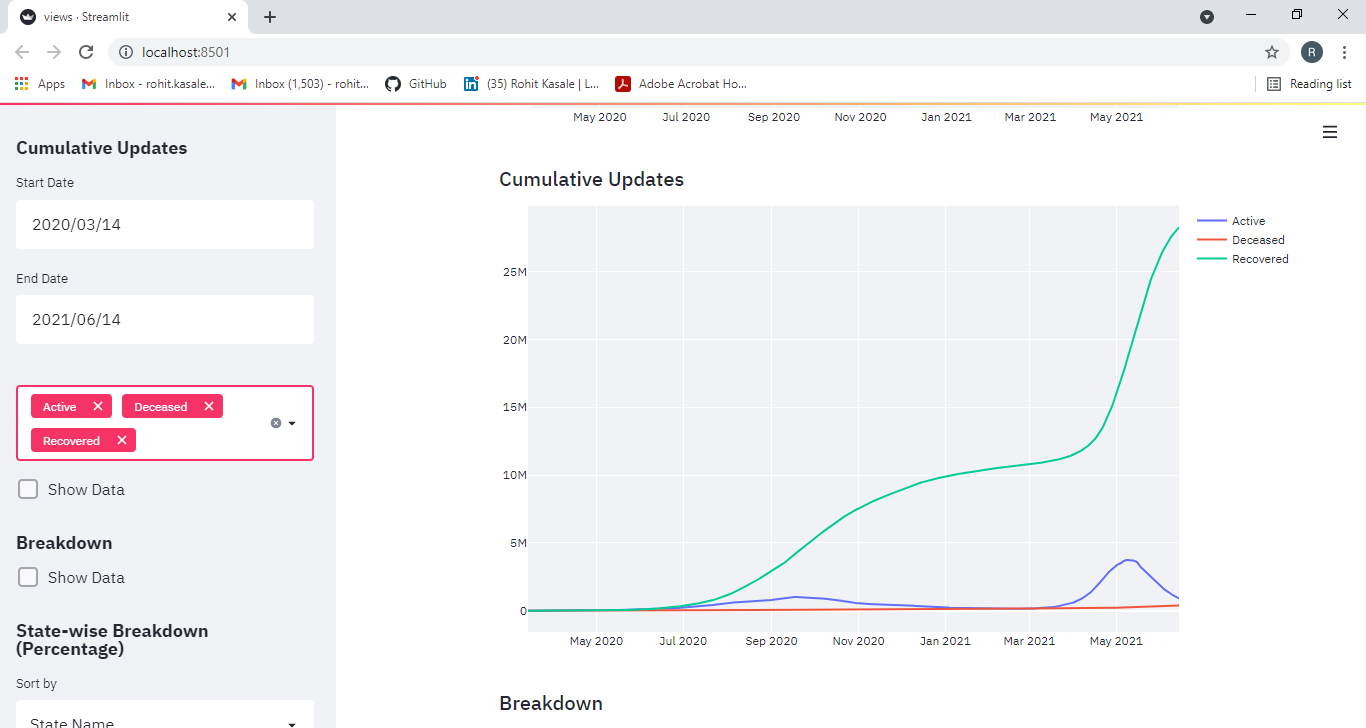 views · Streamlit
localhost:8501
R
Apps
Inbox - rohit.kasale...
Inbox (1,503) - rohit...
GitHub
(35) Rohit Kasale | L...
Adobe Acrobat Ho...
Reading list
Cumulative Updates
Start Date
2020/03/14
End Date
2021/06/14
Active
Deceased
Recovered
Show Data
Breakdown
Show Data
State-wise Breakdown
(Percentage)
Sort by
State Name
May 2020 Jul 2020 Sep 2020 Nov 2020 Jan 2021 Mar 2021 May 2021
Cumulative Updates
Active
Deceased
Recovered
25M
20M
15M
10M
5M
0
May 2020 Jul 2020 Sep 2020 Nov 2020 Jan 2021 Mar 2021 May 2021
Breakdown